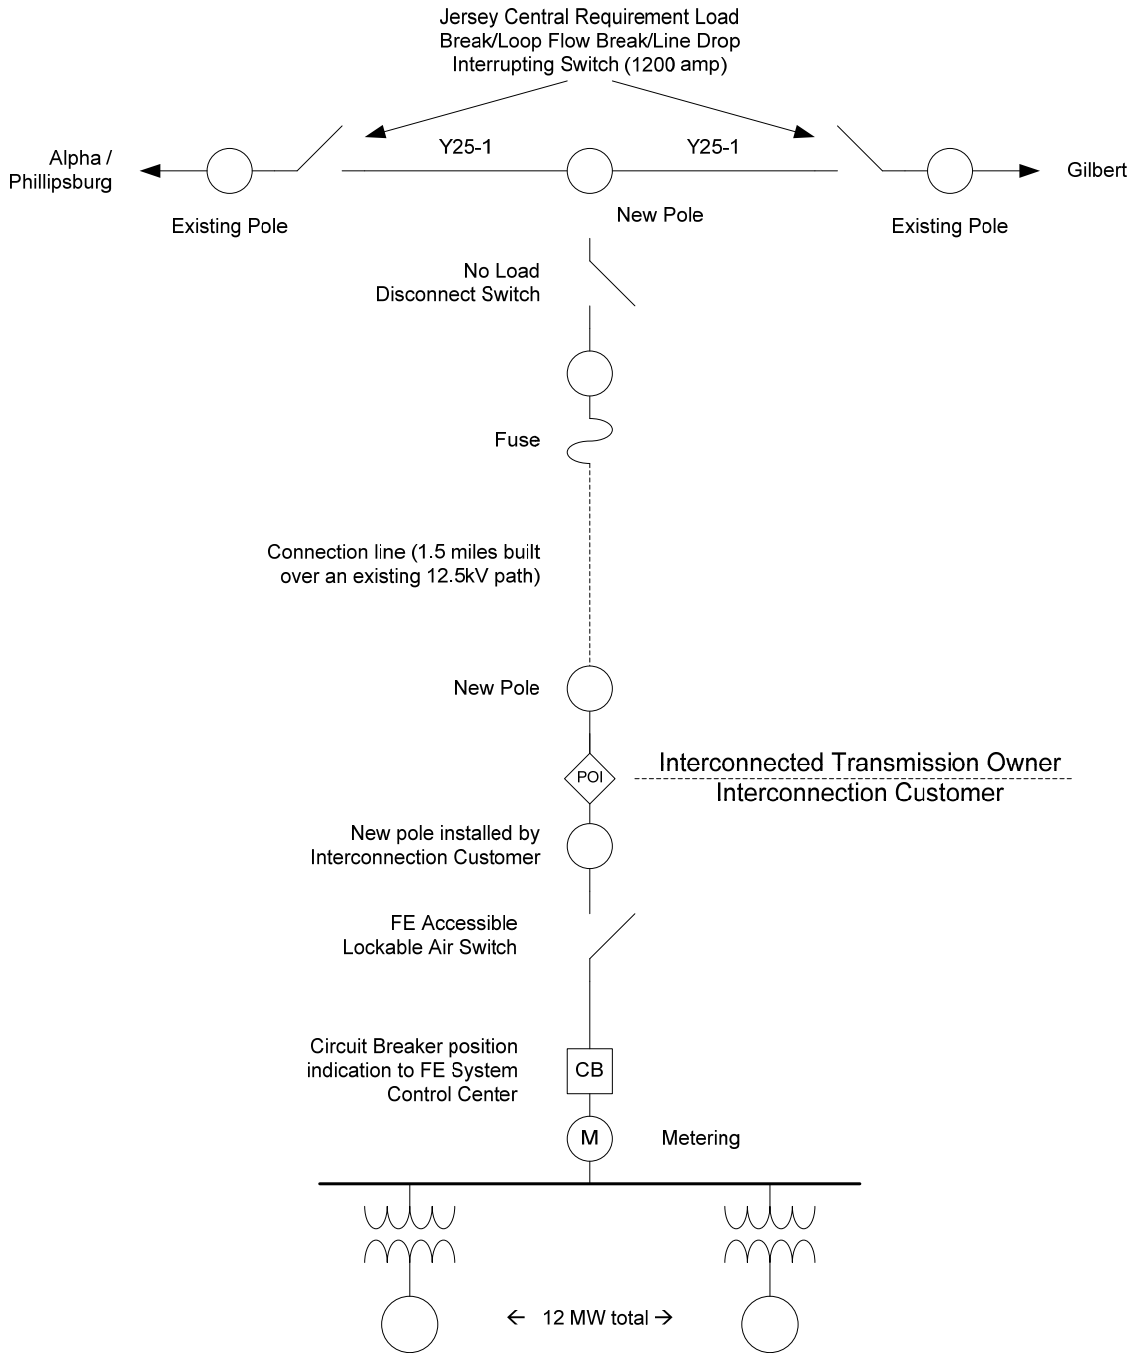 Jersey Central Requirement Load
Break/Loop Flow Break/Line Drop
Interrupting Switch (1200 amp)
Y25-1
Y25-1
Alpha /
Phillipsburg
Gilbert
Existing Pole
New Pole
Existing Pole
No Load
Disconnect Switch
Fuse
Connection line (1.5 miles built
over an existing 12.5kV path)
New Pole
POI
Interconnected Transmission Owner
Interconnection Customer
New pole installed by
Interconnection Customer
FE Accessible
Lockable Air Switch
Circuit Breaker position
indication to FE System
Control Center
CB
M
Metering
← 12 MW total →